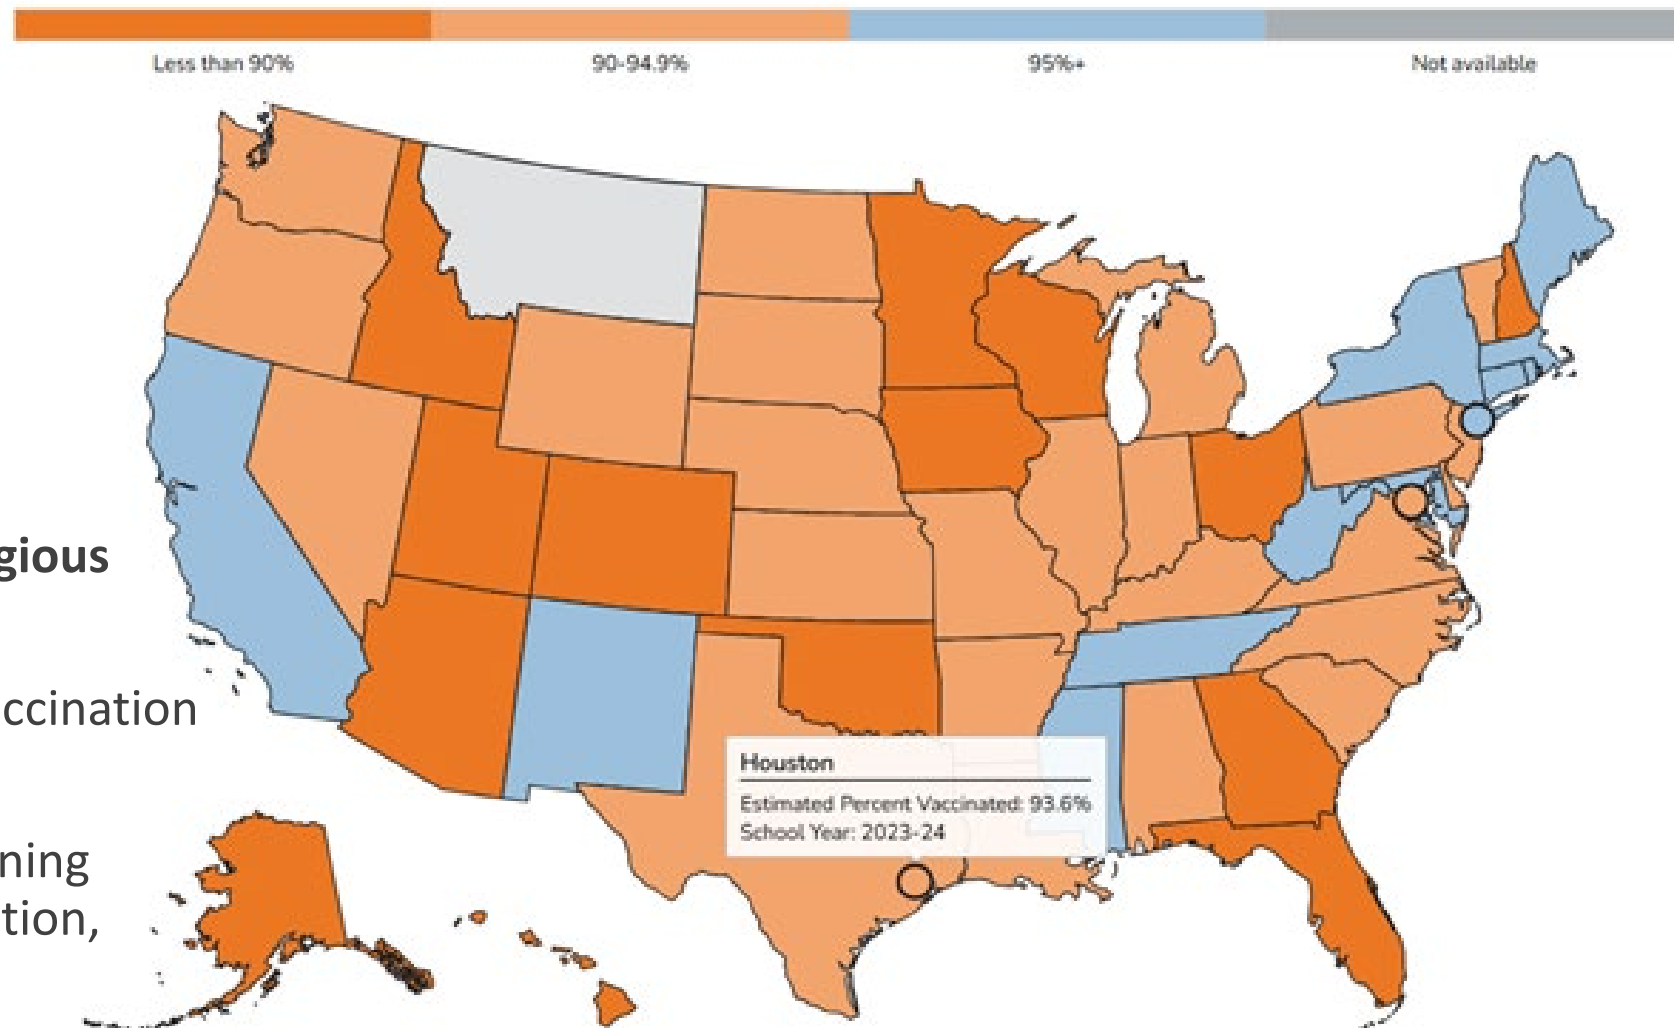 Less than 90%
90-94.9%
95%+
Not available
gious
ccination
ning
tion,
Houston
Estimated Percent Vaccinated: 93.6%
School Year: 2023-24